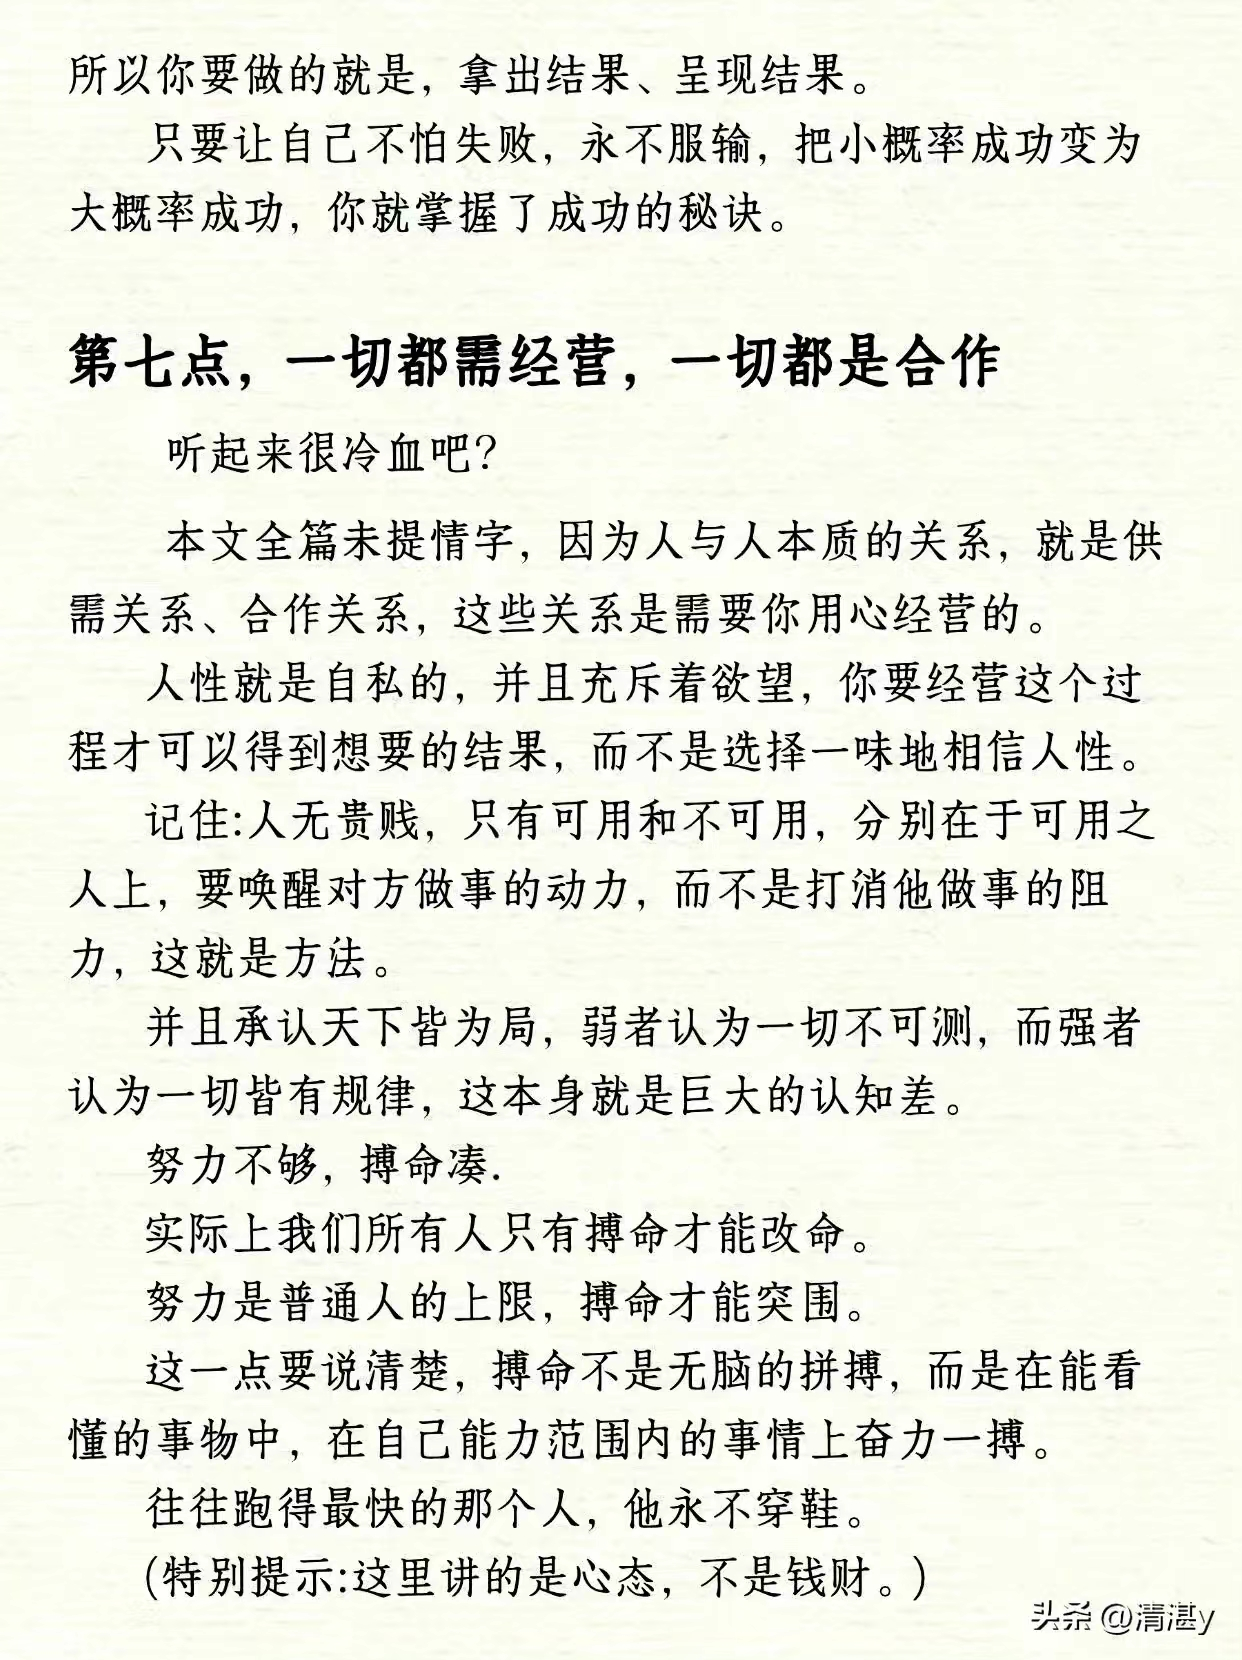 所以你要做的就是，拿出结果、呈现结果。
只要让自己不怕失败，永不服输，把小概率成功变为
大概率成功，你就掌握了成功的秘诀。
第七点，一切都需经营，一切都是合作
听起来很冷血吧？
本文全篇未提情字，因为人与人本质的关系，就是供
需关系、合作关系，这些关系是需要你用心经营的。
人性就是自私的，并且充斥着欲望，你要经营这个过
程才可以得到想要的结果，而不是选择一味地相信人性。
记住:人无贵贱，只有可用和不可用，分别在于可用之
人上，要唤醒对方做事的动力，而不是打消他做事的阻
力，这就是方法。
并且承认天下皆为局，弱者认为一切不可测，而强者
认为一切皆有规律，这本身就是巨大的认知差。
努力不够，搏命凑.
实际上我们所有人只有搏命才能改命。
努力是普通人的上限，搏命才能突围。
这一点要说清楚，搏命不是无脑的拼搏，而是在能看
懂的事物中，在自己能力范围内的事情上奋力一搏。
往往跑得最快的那个人，他永不穿鞋。
(特别提示:这里讲的是心态，不是钱财。)
头条 @清湛y